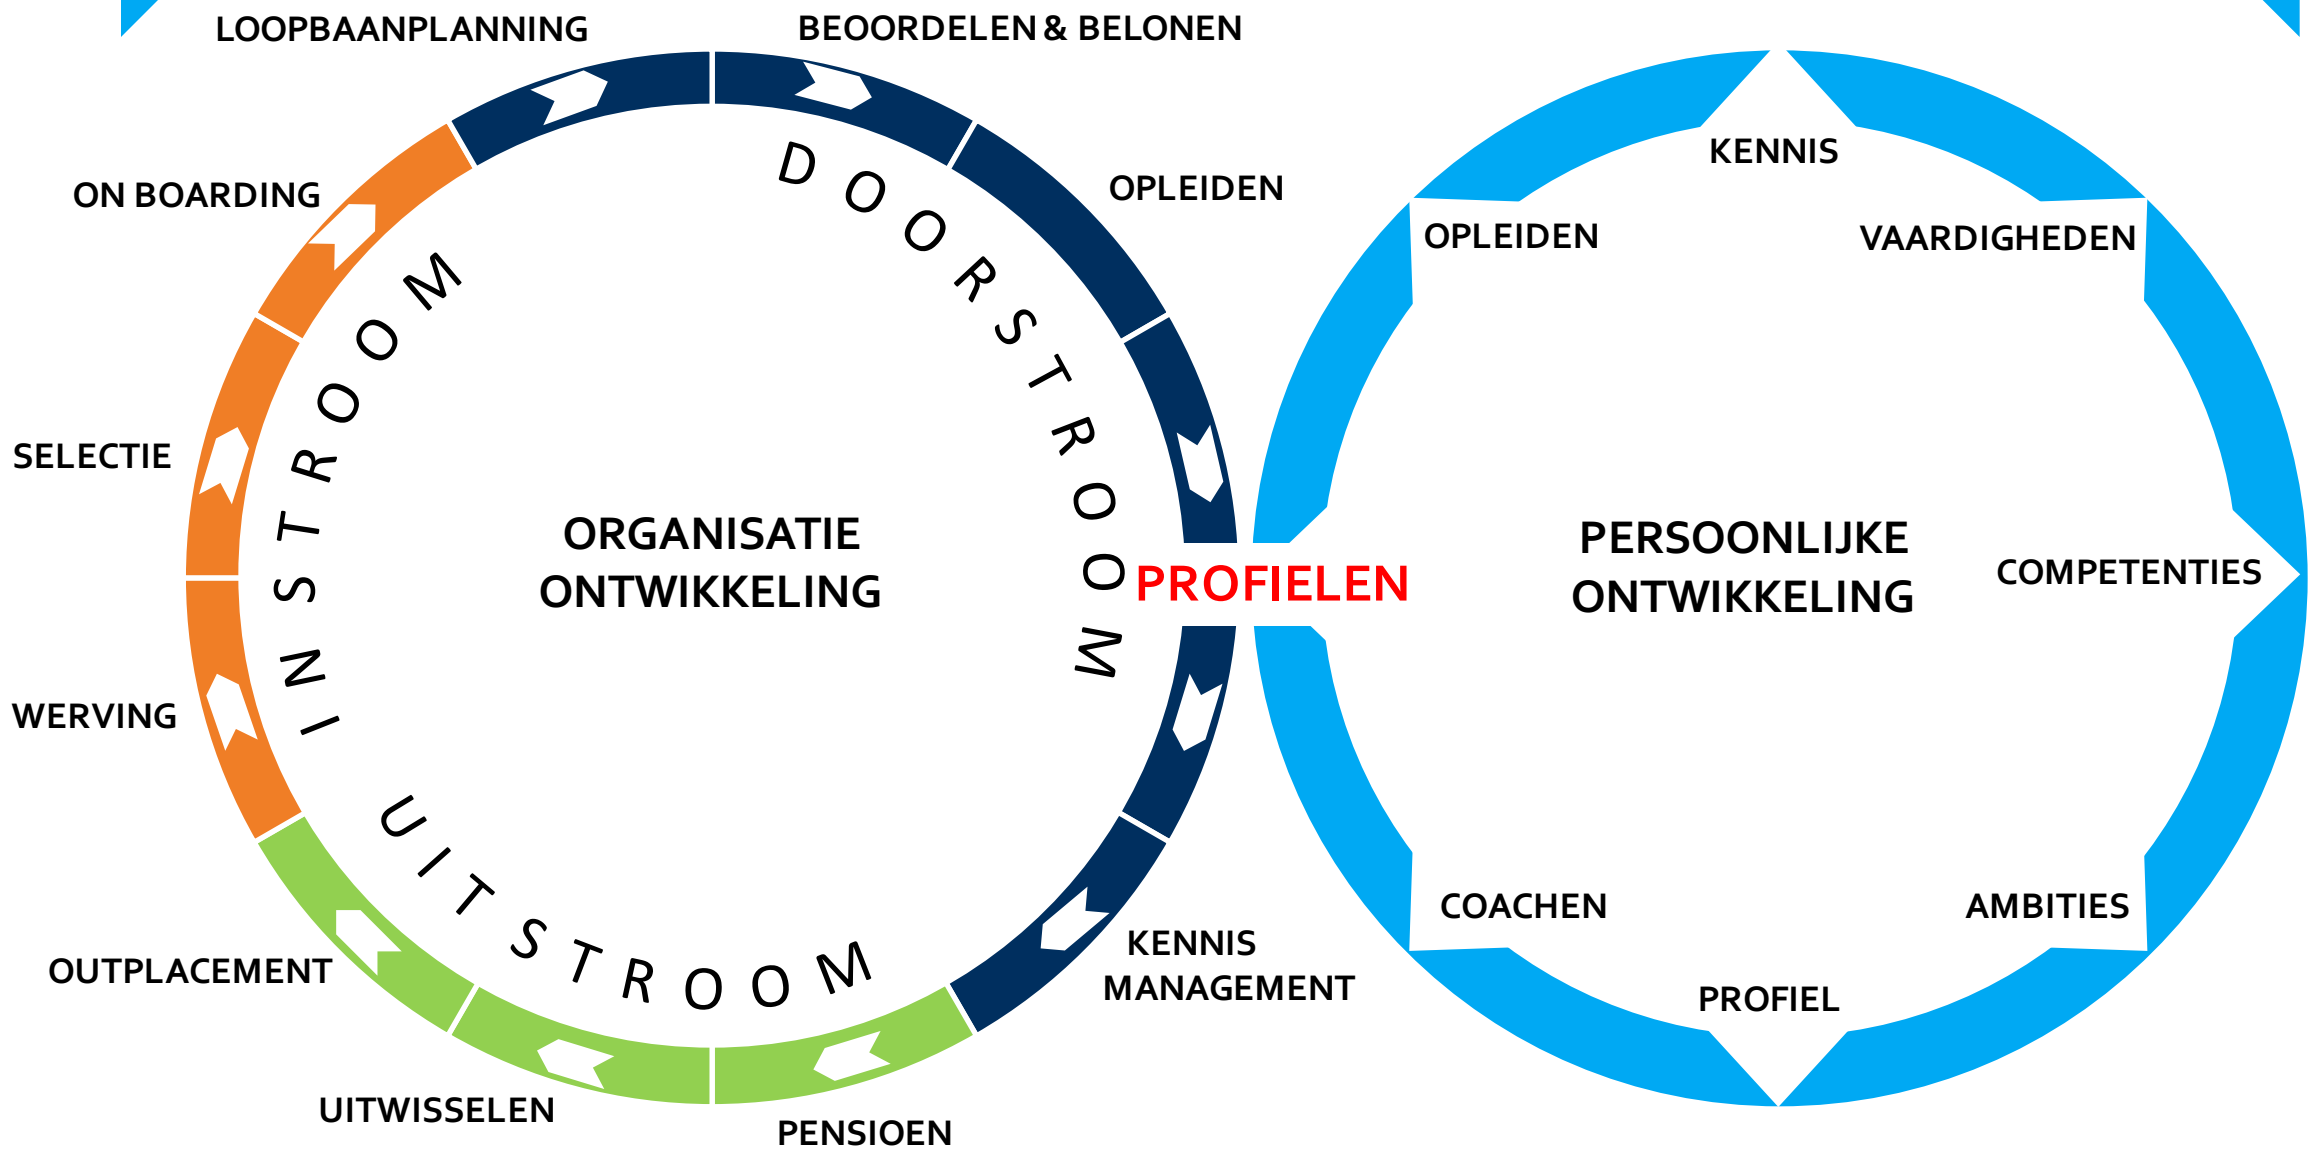 LOOPBAANPLANNING
BEOORDELEN & BELONEN
ON BOARDING
OPLEIDEN
SELECTIE
WERVING
OUTPLACEMENT
UITWISSELEN
PENSIOEN
KENNIS
MANAGEMENT
INSTROOM
DOORSTROOM
UITSTROOM
ORGANISATIE
ONTWIKKELING
PROFIELEN
KENNIS
OPLEIDEN
VAARDIGHEDEN
PERSOONLIJKE
ONTWIKKELING
COMPETENTIES
COACHEN
AMBITIES
PROFIEL